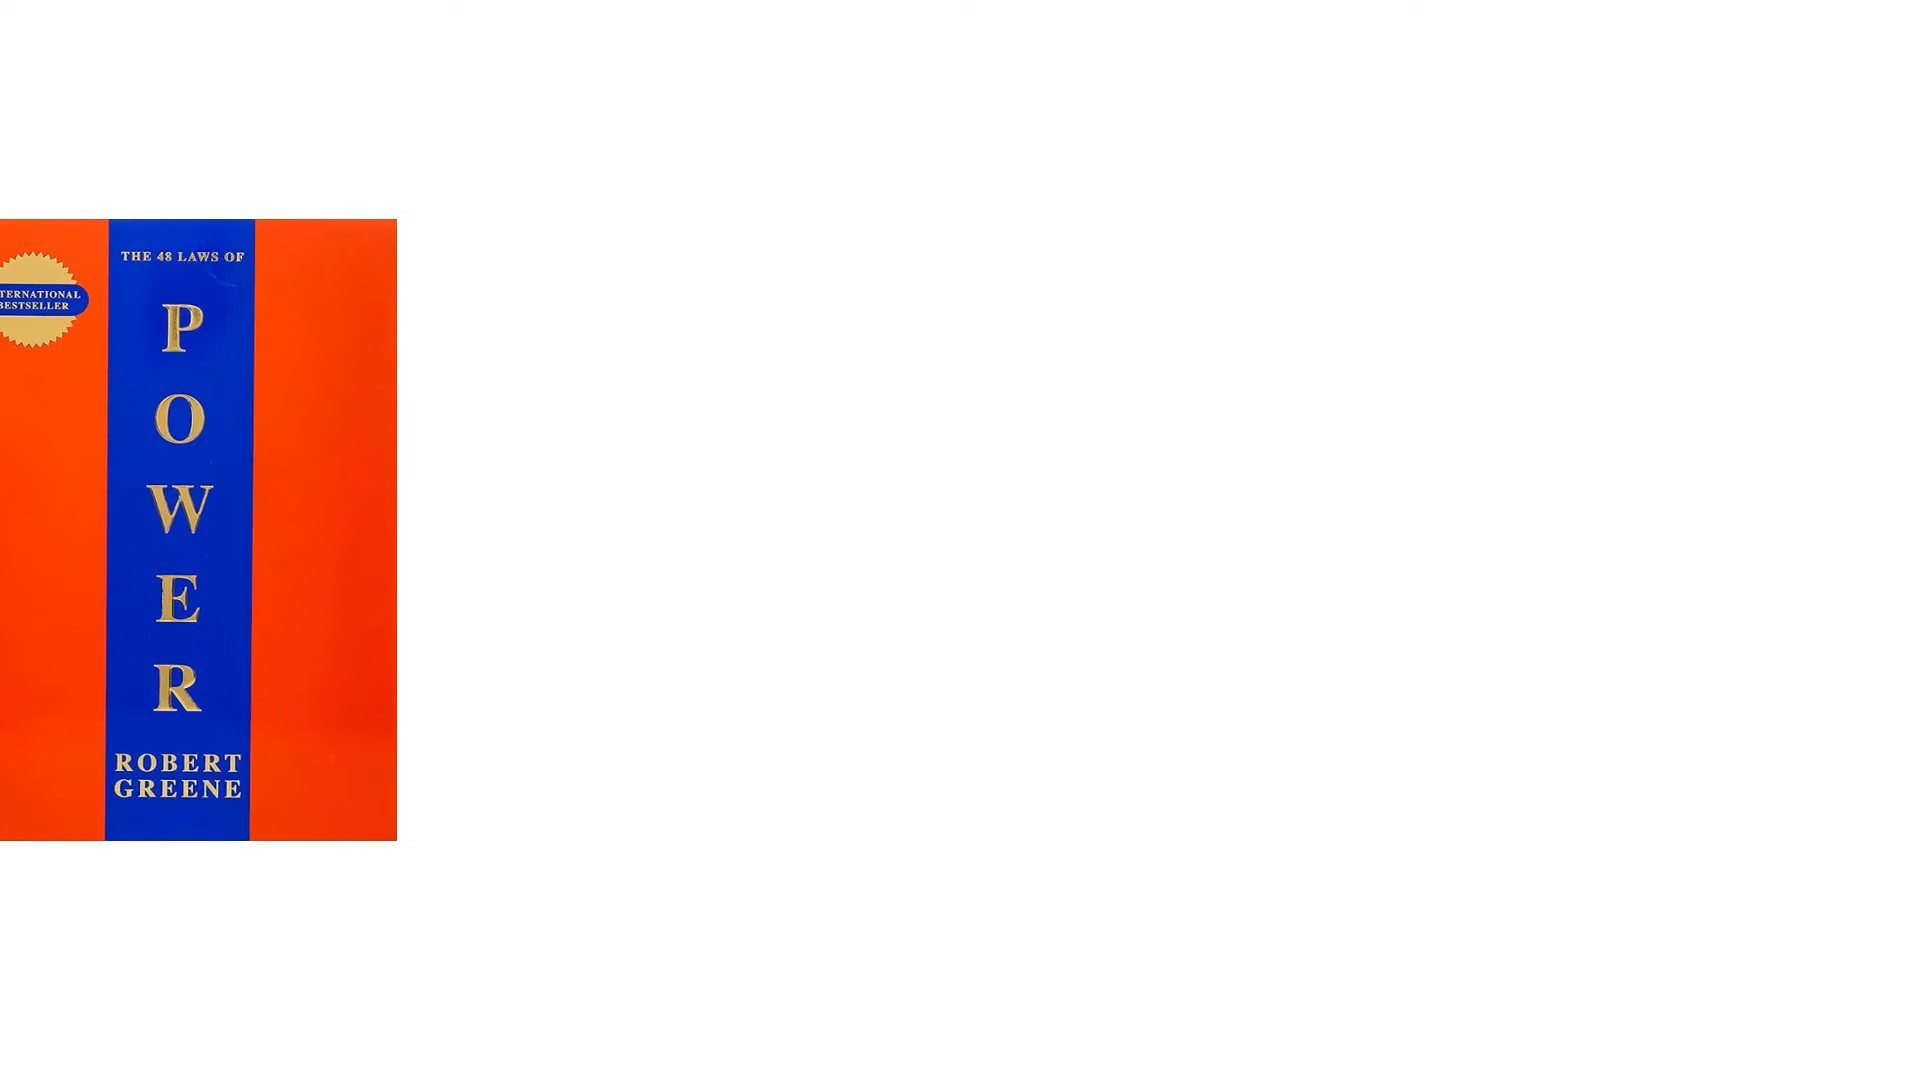 THE 48 LAWS OF
TERNATIONAL
BESTSELLER
P
O
W
E
R
ROBERT
GREENE